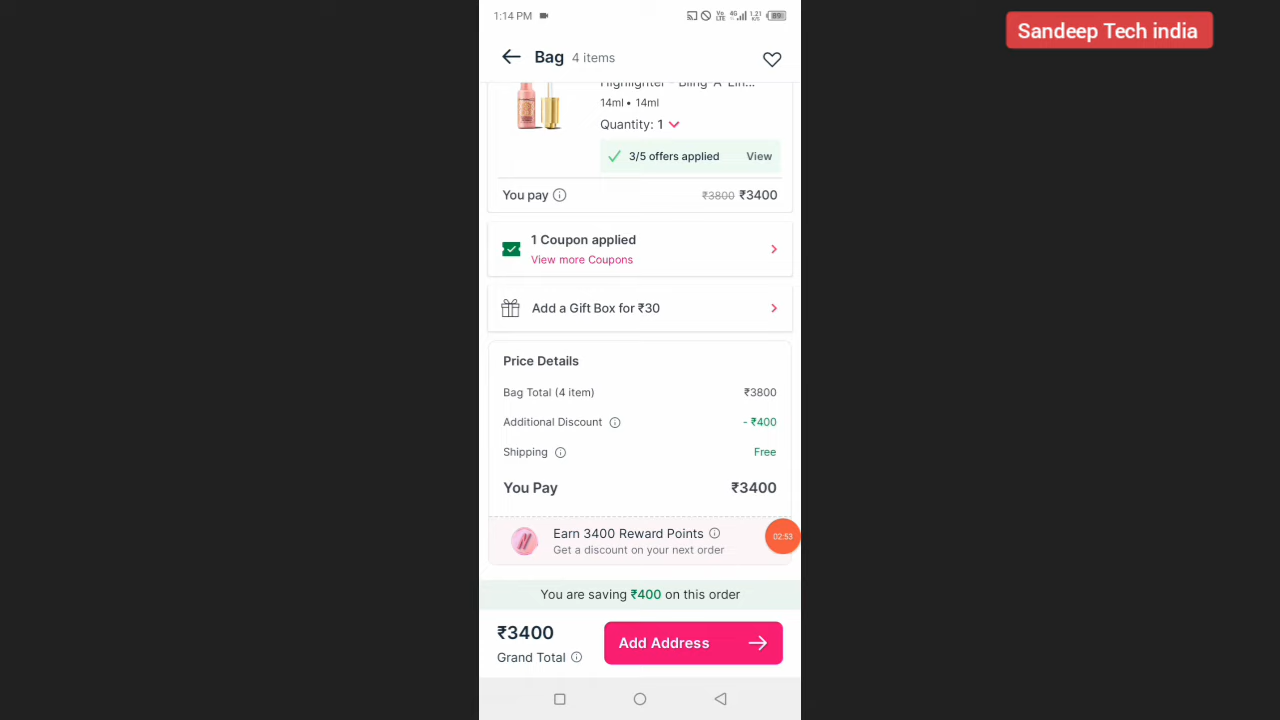 1:14 PM
Sandeep Tech india
Bag 4 items
Highlighter - Bling-A-Lin...
14ml • 14ml
Quantity: 1
3/5 offers applied View
You pay ₹3800 ₹3400
1 Coupon applied
View more Coupons
Add a Gift Box for ₹30
Price Details
Bag Total (4 item) ₹3800
Additional Discount - ₹400
Shipping Free
You Pay ₹3400
Earn 3400 Reward Points
Get a discount on your next order
02:53
You are saving ₹400 on this order
₹3400
Grand Total
Add Address